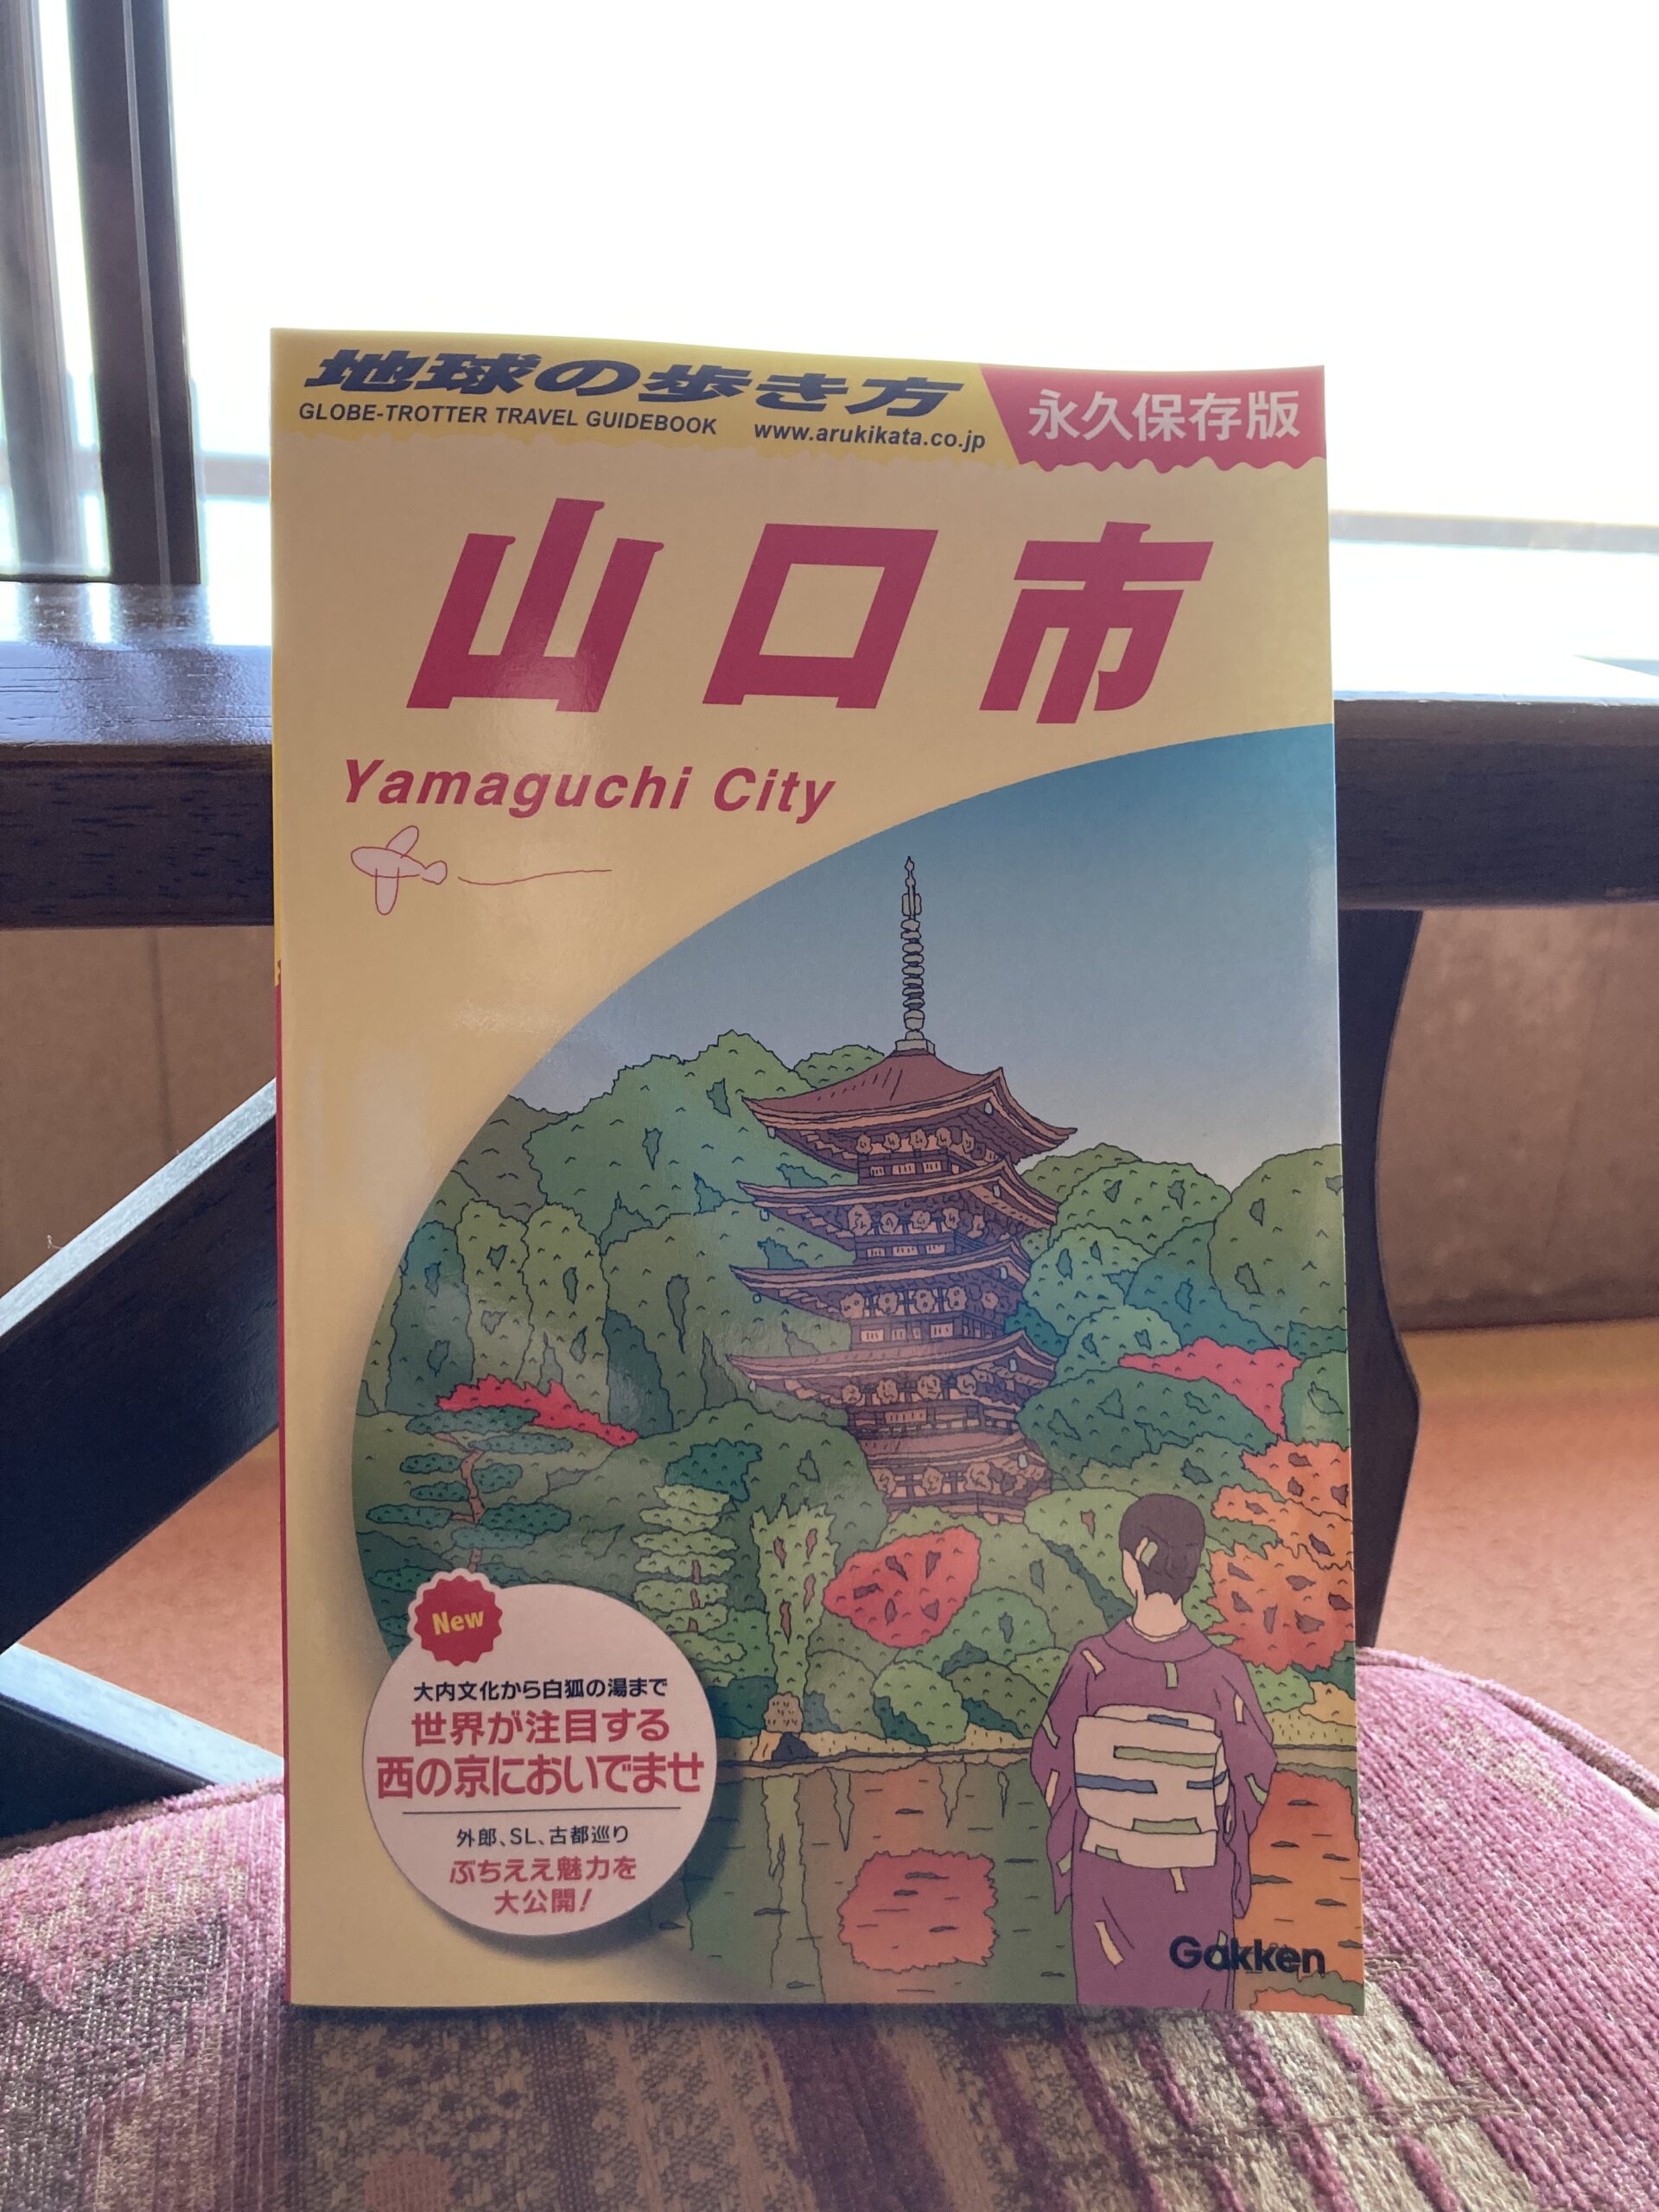 地球の歩き方
GLOBE-TROTTER TRAVEL GUIDEBOOK www.arukikata.co.jp
永久保存版
山口市
Yamaguchi City
New
大内文化から白狐の湯まで
世界が注目する
西の京においでませ
外郎、SL、古都巡り
ぶちええ魅力を
大公開!
Gakken